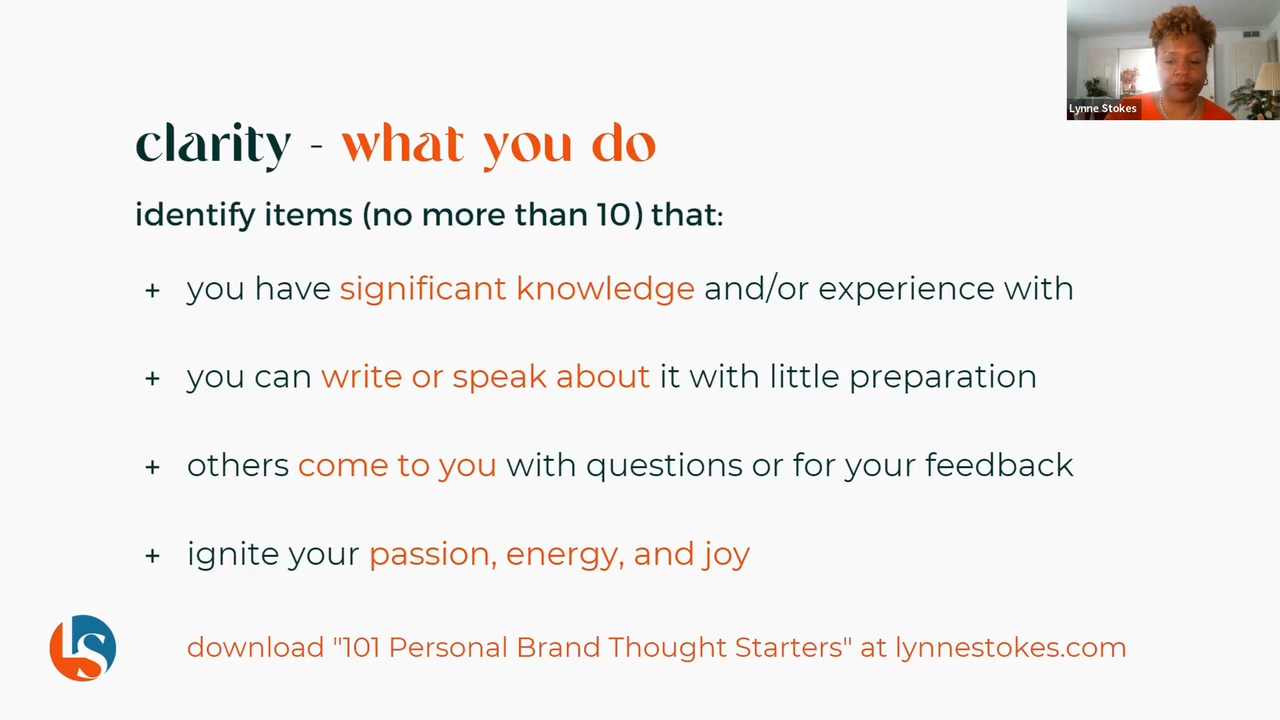 Lynne Stokes
clarity - what you do
identify items (no more than 10) that:
+ you have significant knowledge and/or experience with
+ you can write or speak about it with little preparation
+ others come to you with questions or for your feedback
+ ignite your passion, energy, and joy
LS
download "101 Personal Brand Thought Starters" at lynnestokes.com